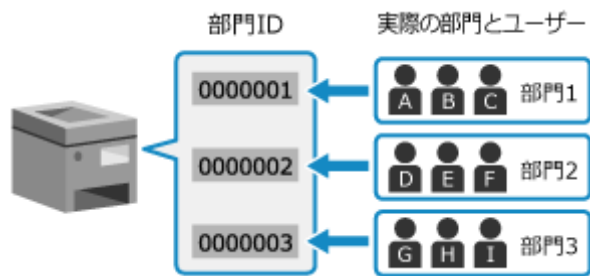 部門ID
実際の部門とユーザー
0000001
A B C 部門1
0000002
D E F 部門2
0000003
G H I 部門3